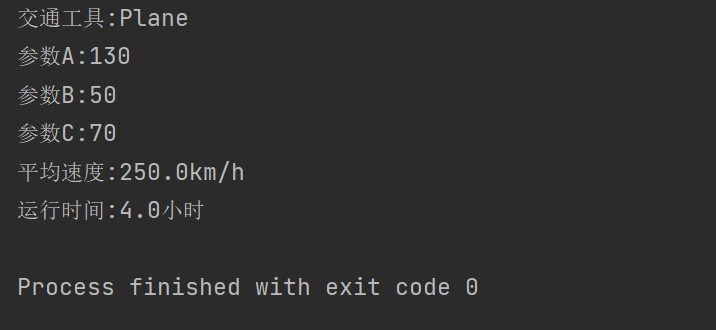 交通工具:Plane
参数A:130
参数B:50
参数C:70
平均速度:250.0km/h
运行时间:4.0小时
Process finished with exit code 0